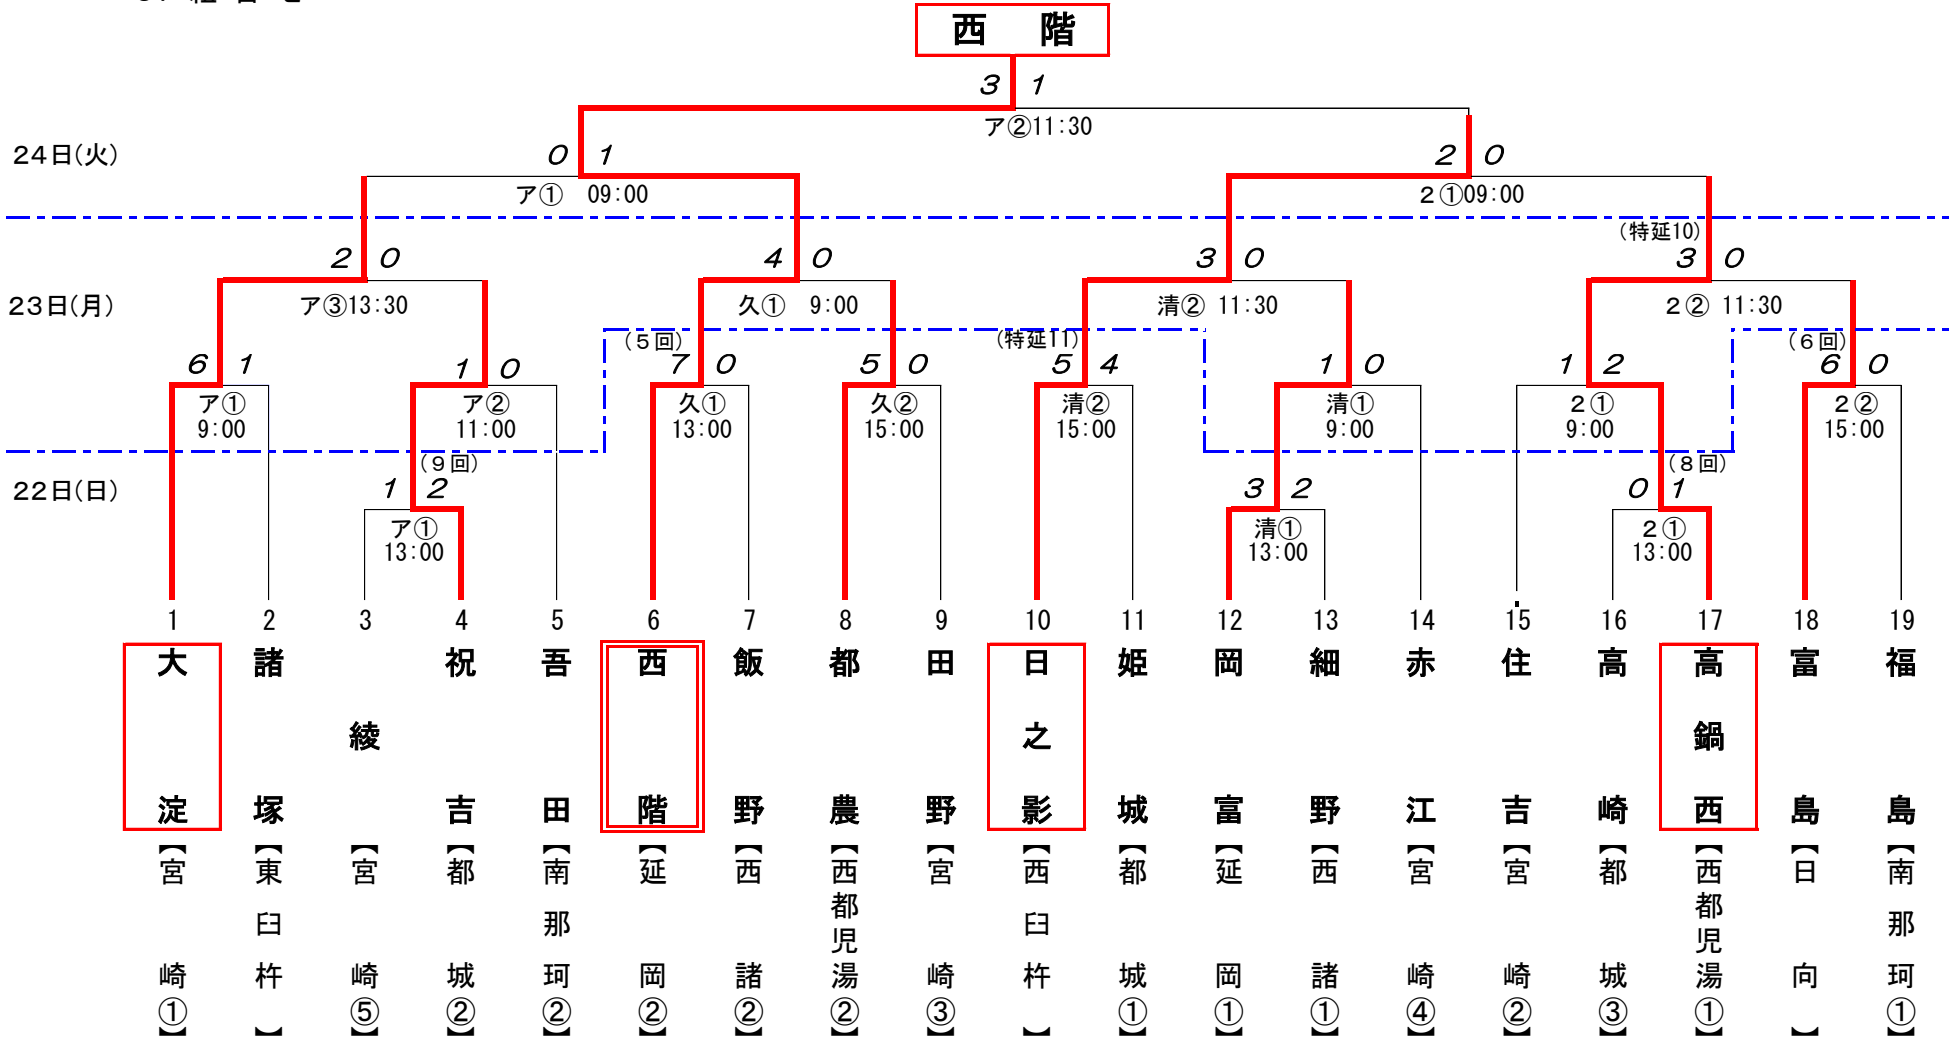 西 階
3 1
ア②11:30
24日(火)
0 1
2 0
ア① 09:00
2①09:00
(特延10)
2 0
4 0
3 0
3 0
23日(月)
ア③13:30
久① 9:00
清② 11:30
2② 11:30
(5回)
(特延11)
(6回)
6 1
1 0
7 0
5 0
5 4
1 0
1 2
6 0
ア①
9:00
ア②
11:00
久①
13:00
久②
15:00
清②
15:00
清①
9:00
2①
9:00
2②
15:00
(9回)
(8回)
22日(日)
1 2
3 2
0 1
ア①
13:00
清①
13:00
2①
13:00
1 2 3 4 5 6 7 8 9 10 11 12 13 14 15 16 17 18 19
大淀【宮崎①】
諸塚【東臼杵】
綾【宮崎⑤】
祝吉【都城②】
吾田【南那珂②】
西階【延岡②】
飯野【西諸②】
都農【西都児湯②】
田野【宮崎③】
日之影【西臼杵】
姫城【都城①】
岡富【延岡①】
細野【西諸①】
赤江【宮崎④】
住吉【宮崎②】
高崎【都城③】
高鍋西【西都児湯①】
富島【日向】
福島【南那珂①】